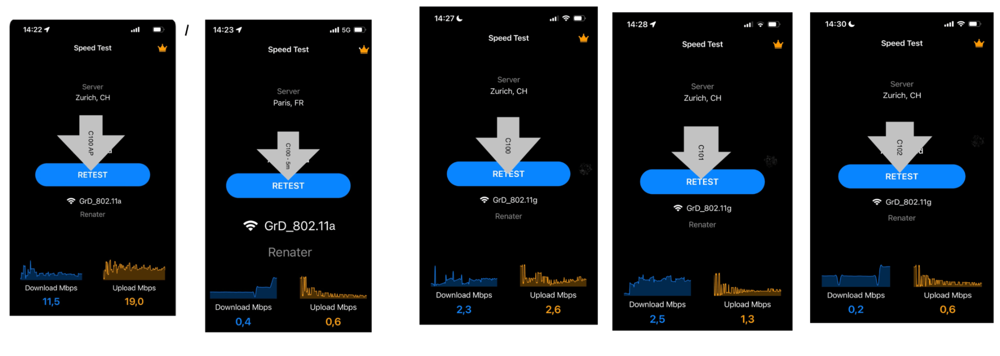 14:22
Speed Test
Server
Zurich, CH
C100 AP
d
RETEST
GrD_802.11a
Renater
Download Mbps
11,5
Upload Mbps
19,0
/
14:23
5G
Speed Test
Server
Paris, FR
C100 - 5m
RETEST
GrD_802.11a
Renater
Download Mbps
0,4
Upload Mbps
0,6
14:27
Speed Test
Server
Zurich, CH
C100
RETEST
GrD_802.11g
Renater
Download Mbps
2,3
Upload Mbps
2,6
14:28
Speed Test
Server
Zurich, CH
C101
RETEST
GrD_802.11g
Renater
Download Mbps
2,5
Upload Mbps
1,3
14:30
Speed Test
Server
Zurich, CH
C102
d
RETEST
GrD_802.11g
Renater
Download Mbps
0,2
Upload Mbps
0,6